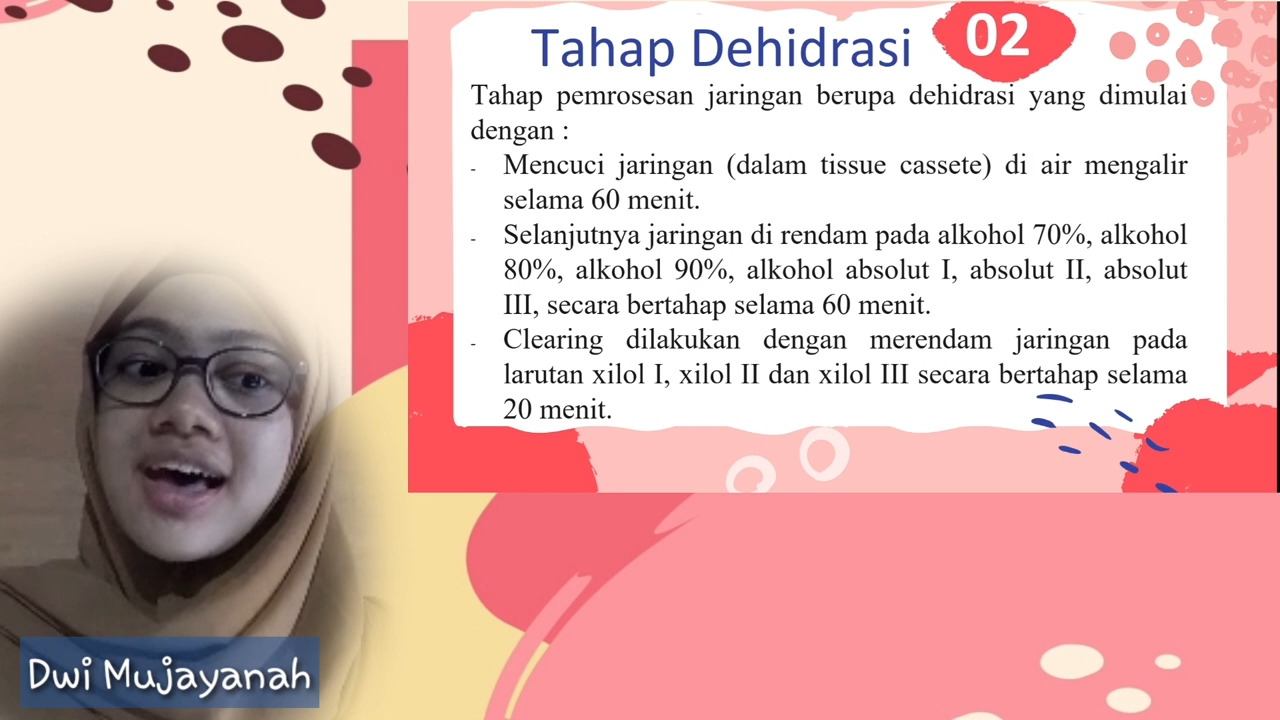 Tahap Dehidrasi
02
Tahap pemrosesan jaringan berupa dehidrasi yang dimulai
dengan :
- Mencuci jaringan (dalam tissue cassete) di air mengalir
selama 60 menit.
- Selanjutnya jaringan di rendam pada alkohol 70%, alkohol
80%, alkohol 90%, alkohol absolut I, absolut II, absolut
III, secara bertahap selama 60 menit.
- Clearing dilakukan dengan merendam jaringan pada
larutan xilol I, xilol II dan xilol III secara bertahap selama
20 menit.
Dwi Mujayanah